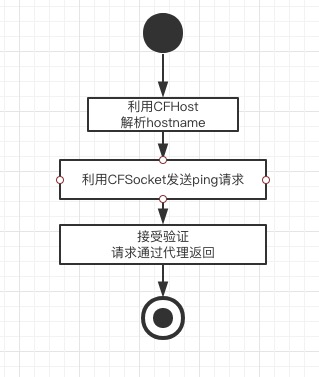 利用CFHost
解析hostname
利用CFSocket发送ping请求
接受验证
请求通过代理返回